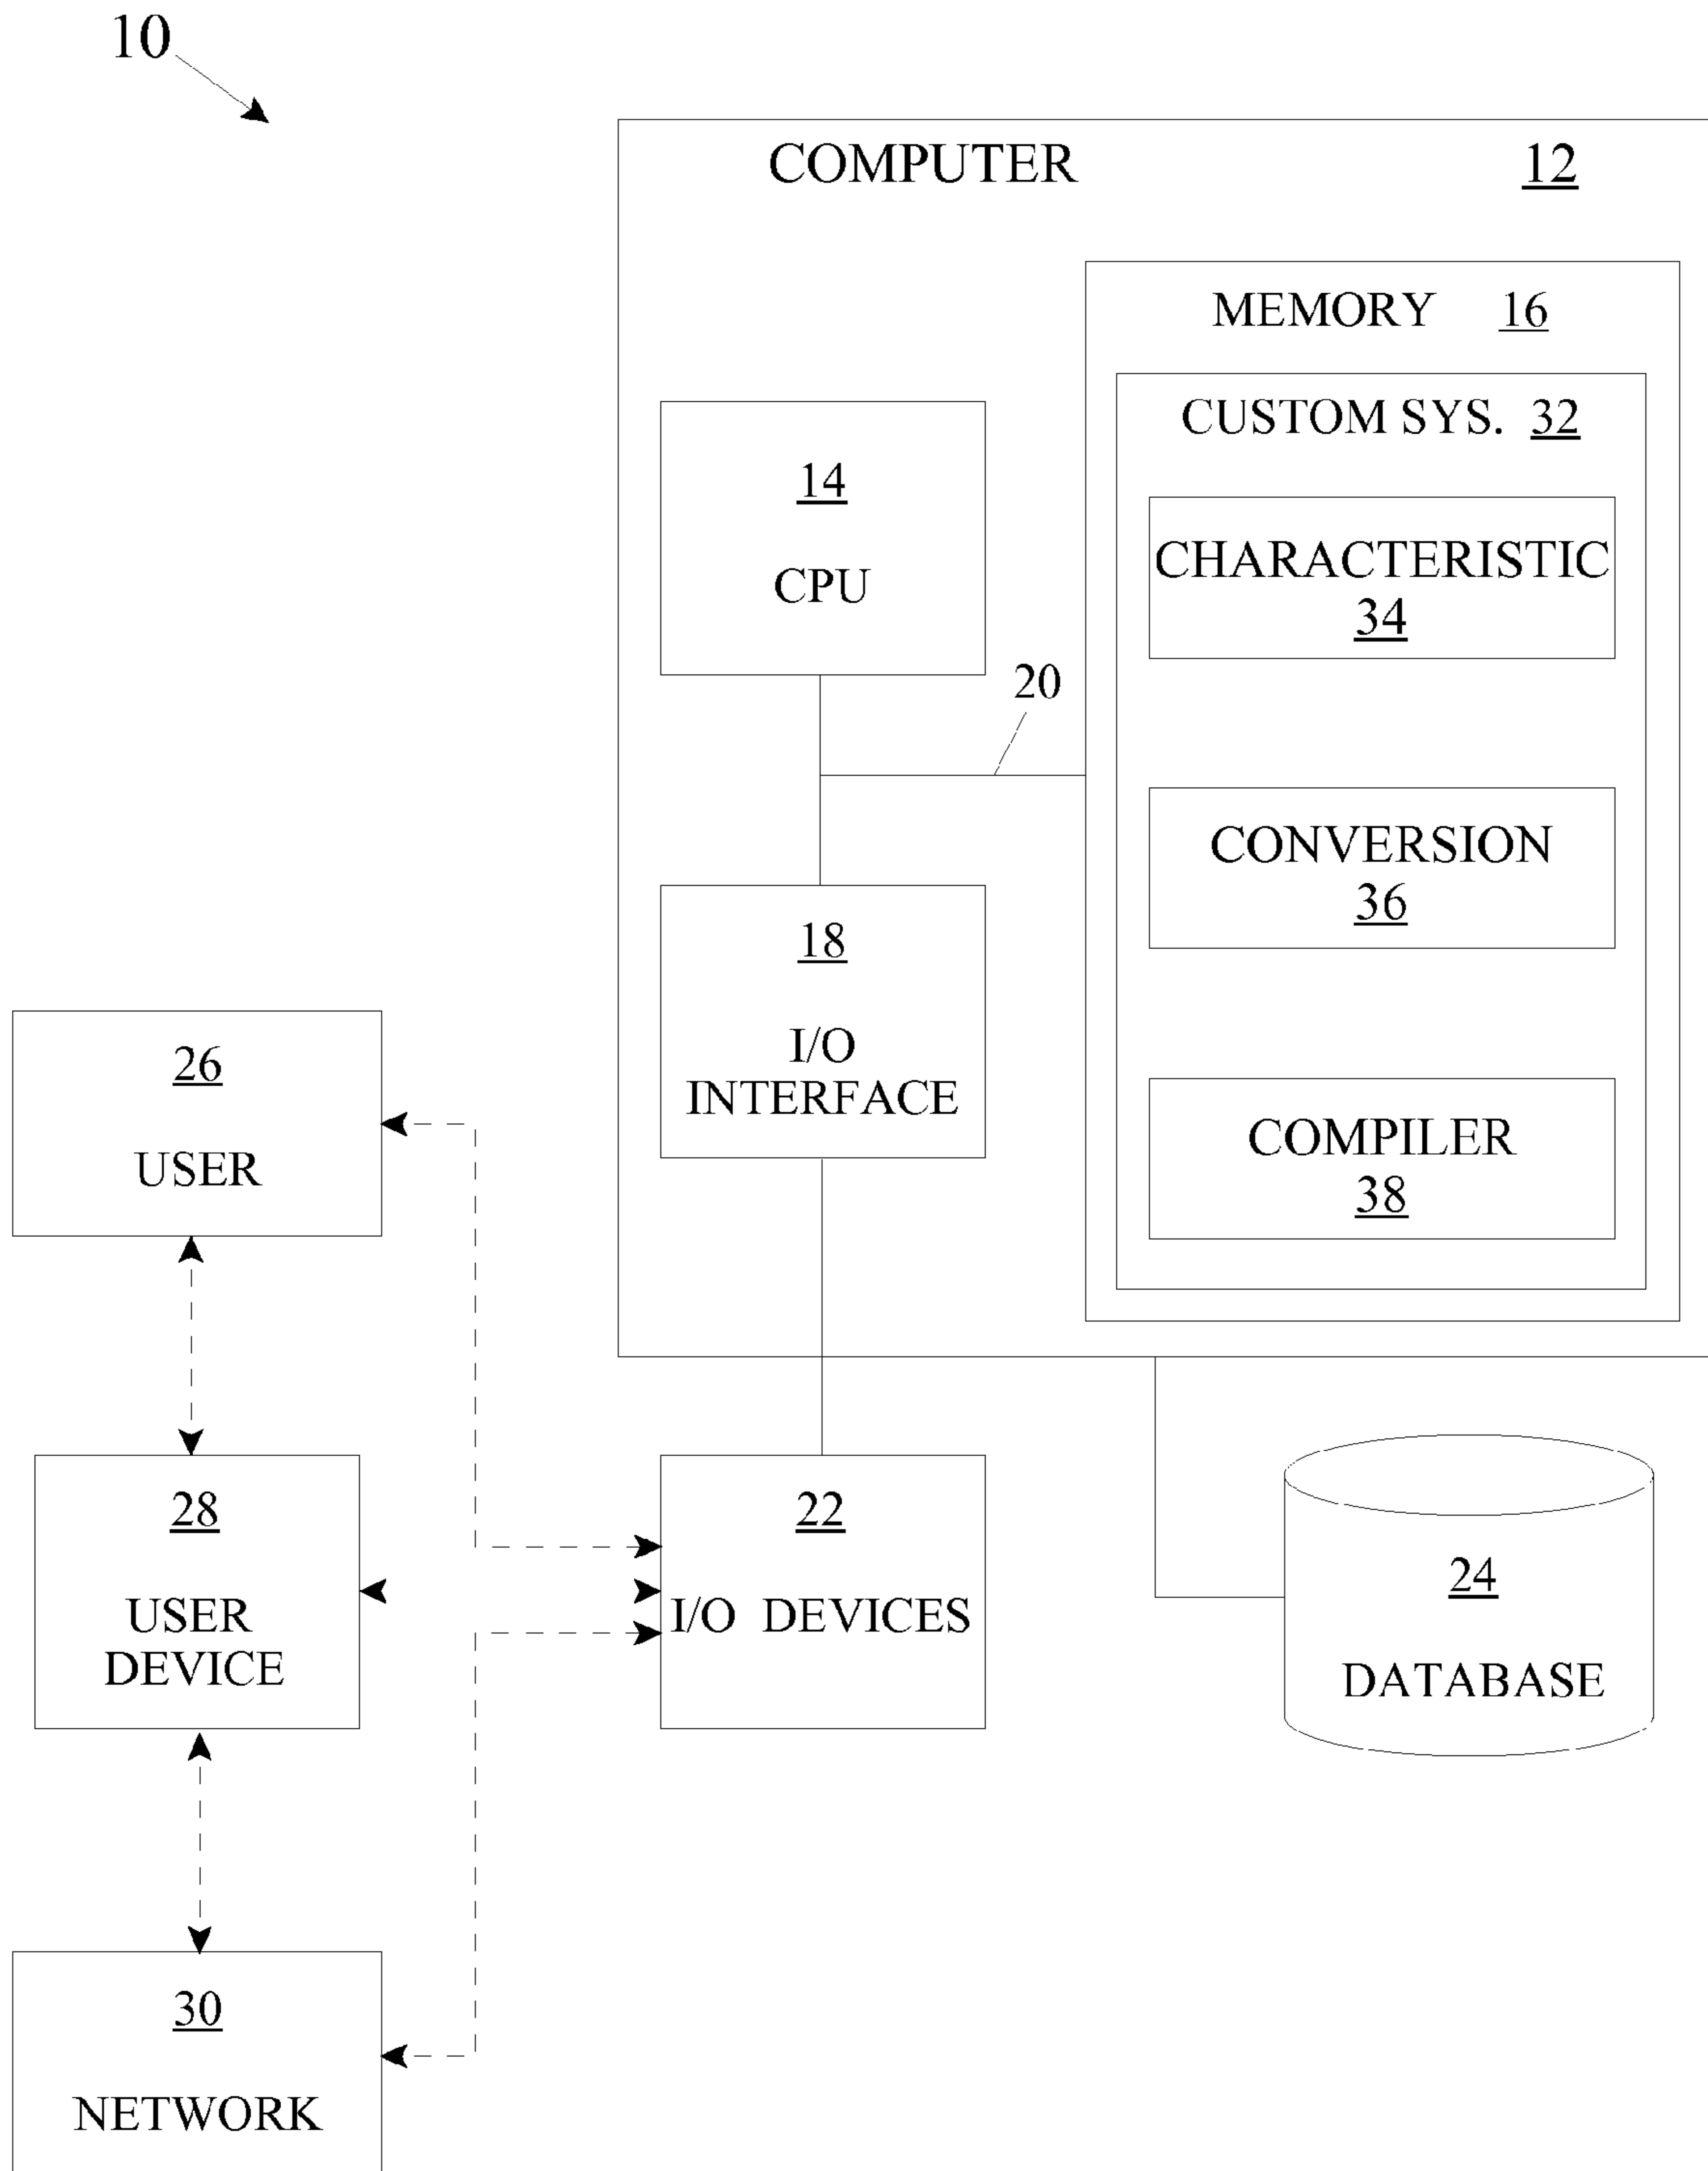 10
COMPUTER 12
MEMORY 16
CUSTOM SYS. 32
14
CPU
CHARACTERISTIC
34
20
CONVERSION
36
18
I/O
INTERFACE
COMPILER
38
26
USER
28
USER
DEVICE
22
I/O DEVICES
24
DATABASE
30
NETWORK